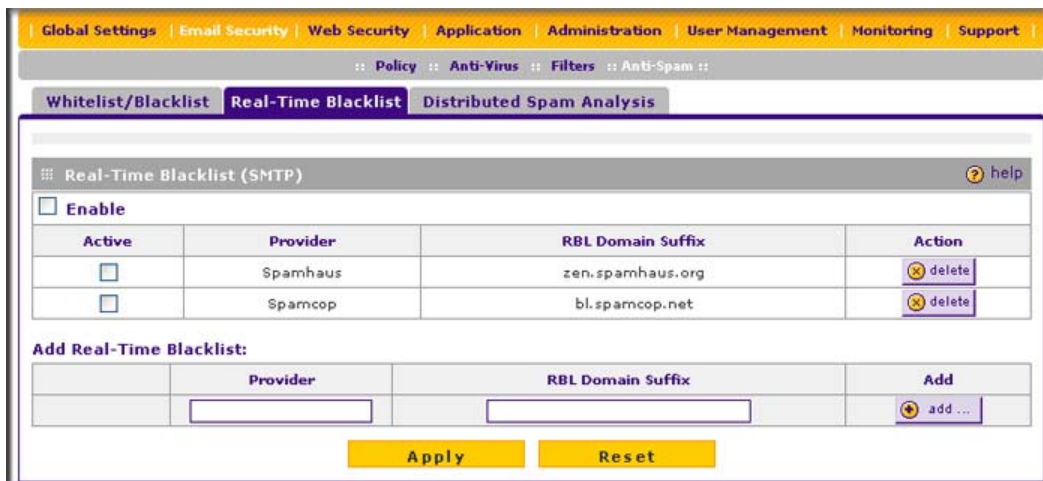 Global Settings | Email Security | Web Security | Application | Administration | User Management | Monitoring | Support
:: Policy :: Anti-Virus :: Filters :: Anti-Spam ::
Whitelist/Blacklist Real-Time Blacklist Distributed Spam Analysis
Real-Time Blacklist (SMTP) ? help
Enable
Active Provider RBL Domain Suffix Action
Spamhaus zen.spamhaus.org delete
Spamcop bl.spamcop.net delete
Add Real-Time Blacklist:
Provider RBL Domain Suffix Add
add ...
Apply Reset